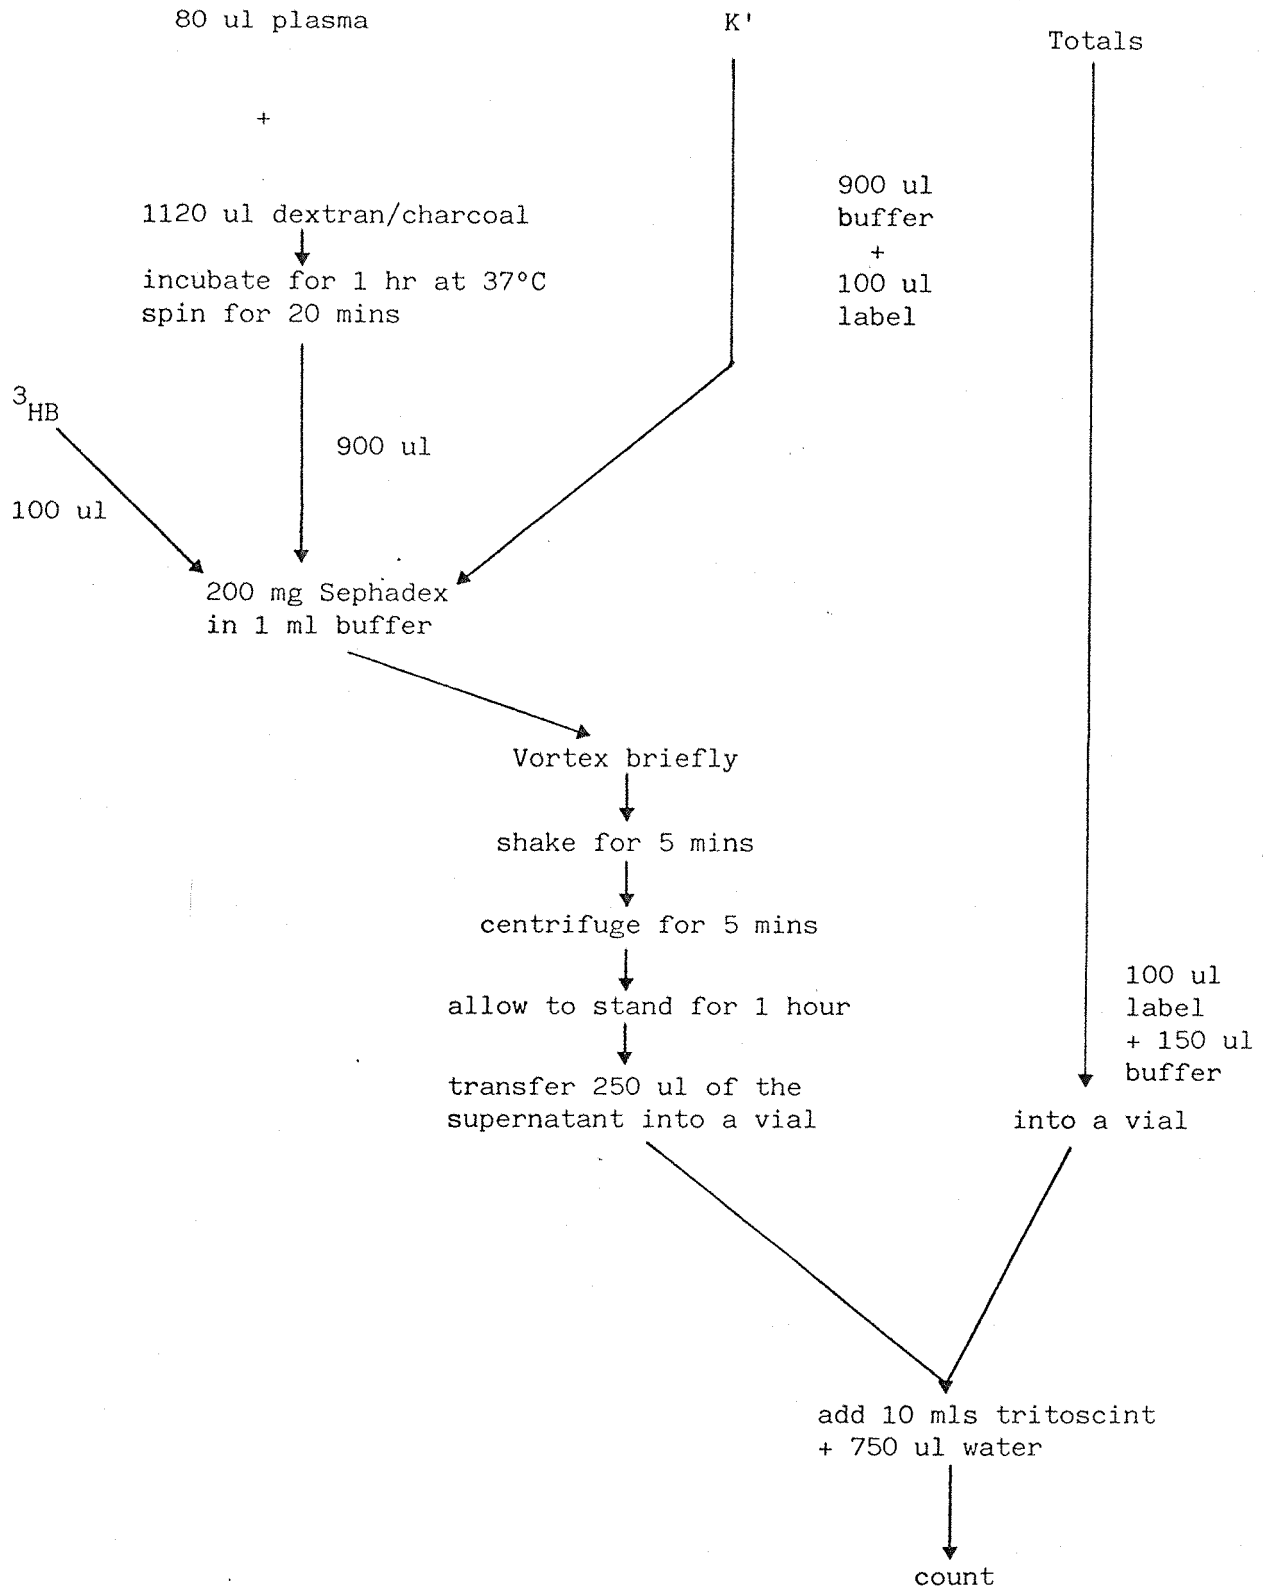 80 ul plasma
+
1120 ul dextran/charcoal
incubate for 1 hr at 37°C
spin for 20 mins
3HB
100 ul
900 ul
K'
900 ul
buffer
+
100 ul
label
Totals
200 mg Sephadex
in 1 ml buffer
Vortex briefly
shake for 5 mins
centrifuge for 5 mins
allow to stand for 1 hour
transfer 250 ul of the
supernatant into a vial
100 ul
label
+ 150 ul
buffer
into a vial
add 10 mls tritoscint
+ 750 ul water
count